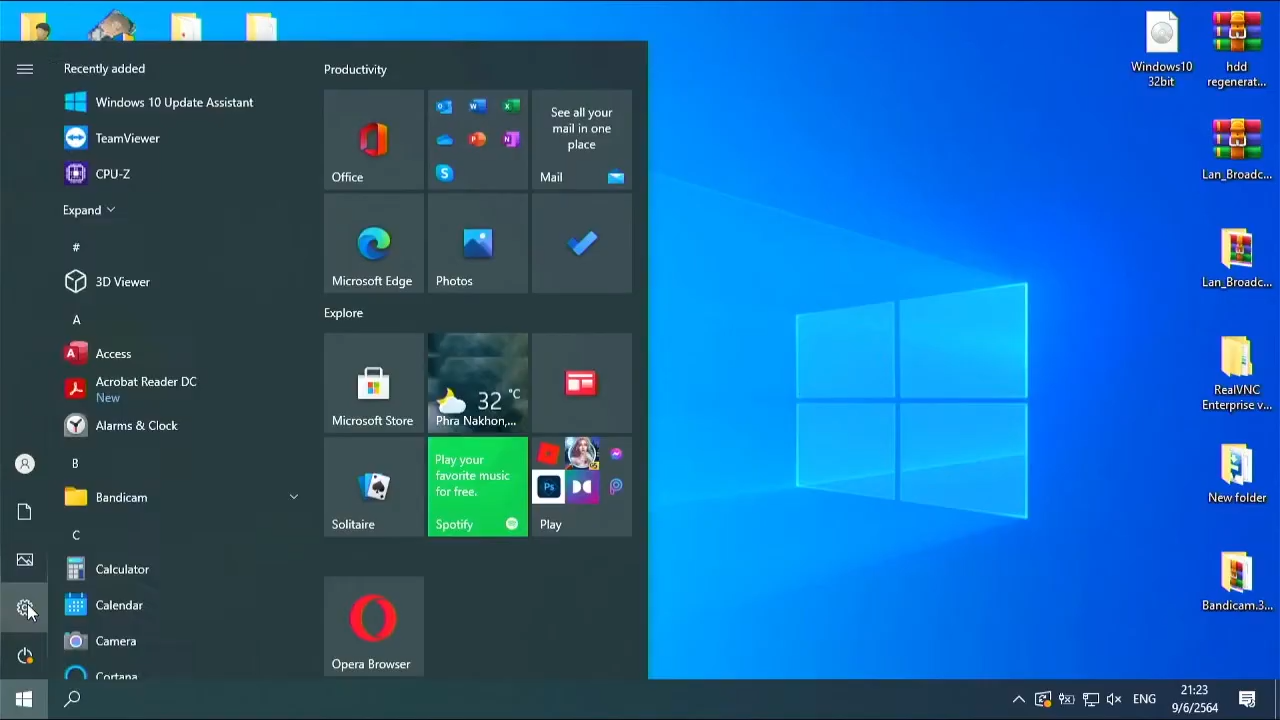 Recently added
Windows 10 Update Assistant
TeamViewer
CPU-Z
Expand
#
3D Viewer
A
Access
Acrobat Reader DC
New
Alarms & Clock
B
Bandicam
C
Calculator
Calendar
Camera
Cortana
Productivity
Office
See all your
mail in one
place
Mail
Microsoft Edge
Photos
Explore
Microsoft Store
32 °C
Phra Nakhon,...
Solitaire
Play your
favorite music
for free.
Spotify
Ps
Play
Opera Browser
Windows10
32bit
hdd
regenerat...
Lan_Broadc...
Lan_Broadc...
RealVNC
Enterprise v...
New folder
Bandicam.3...
ENG
21:23
9/6/2564